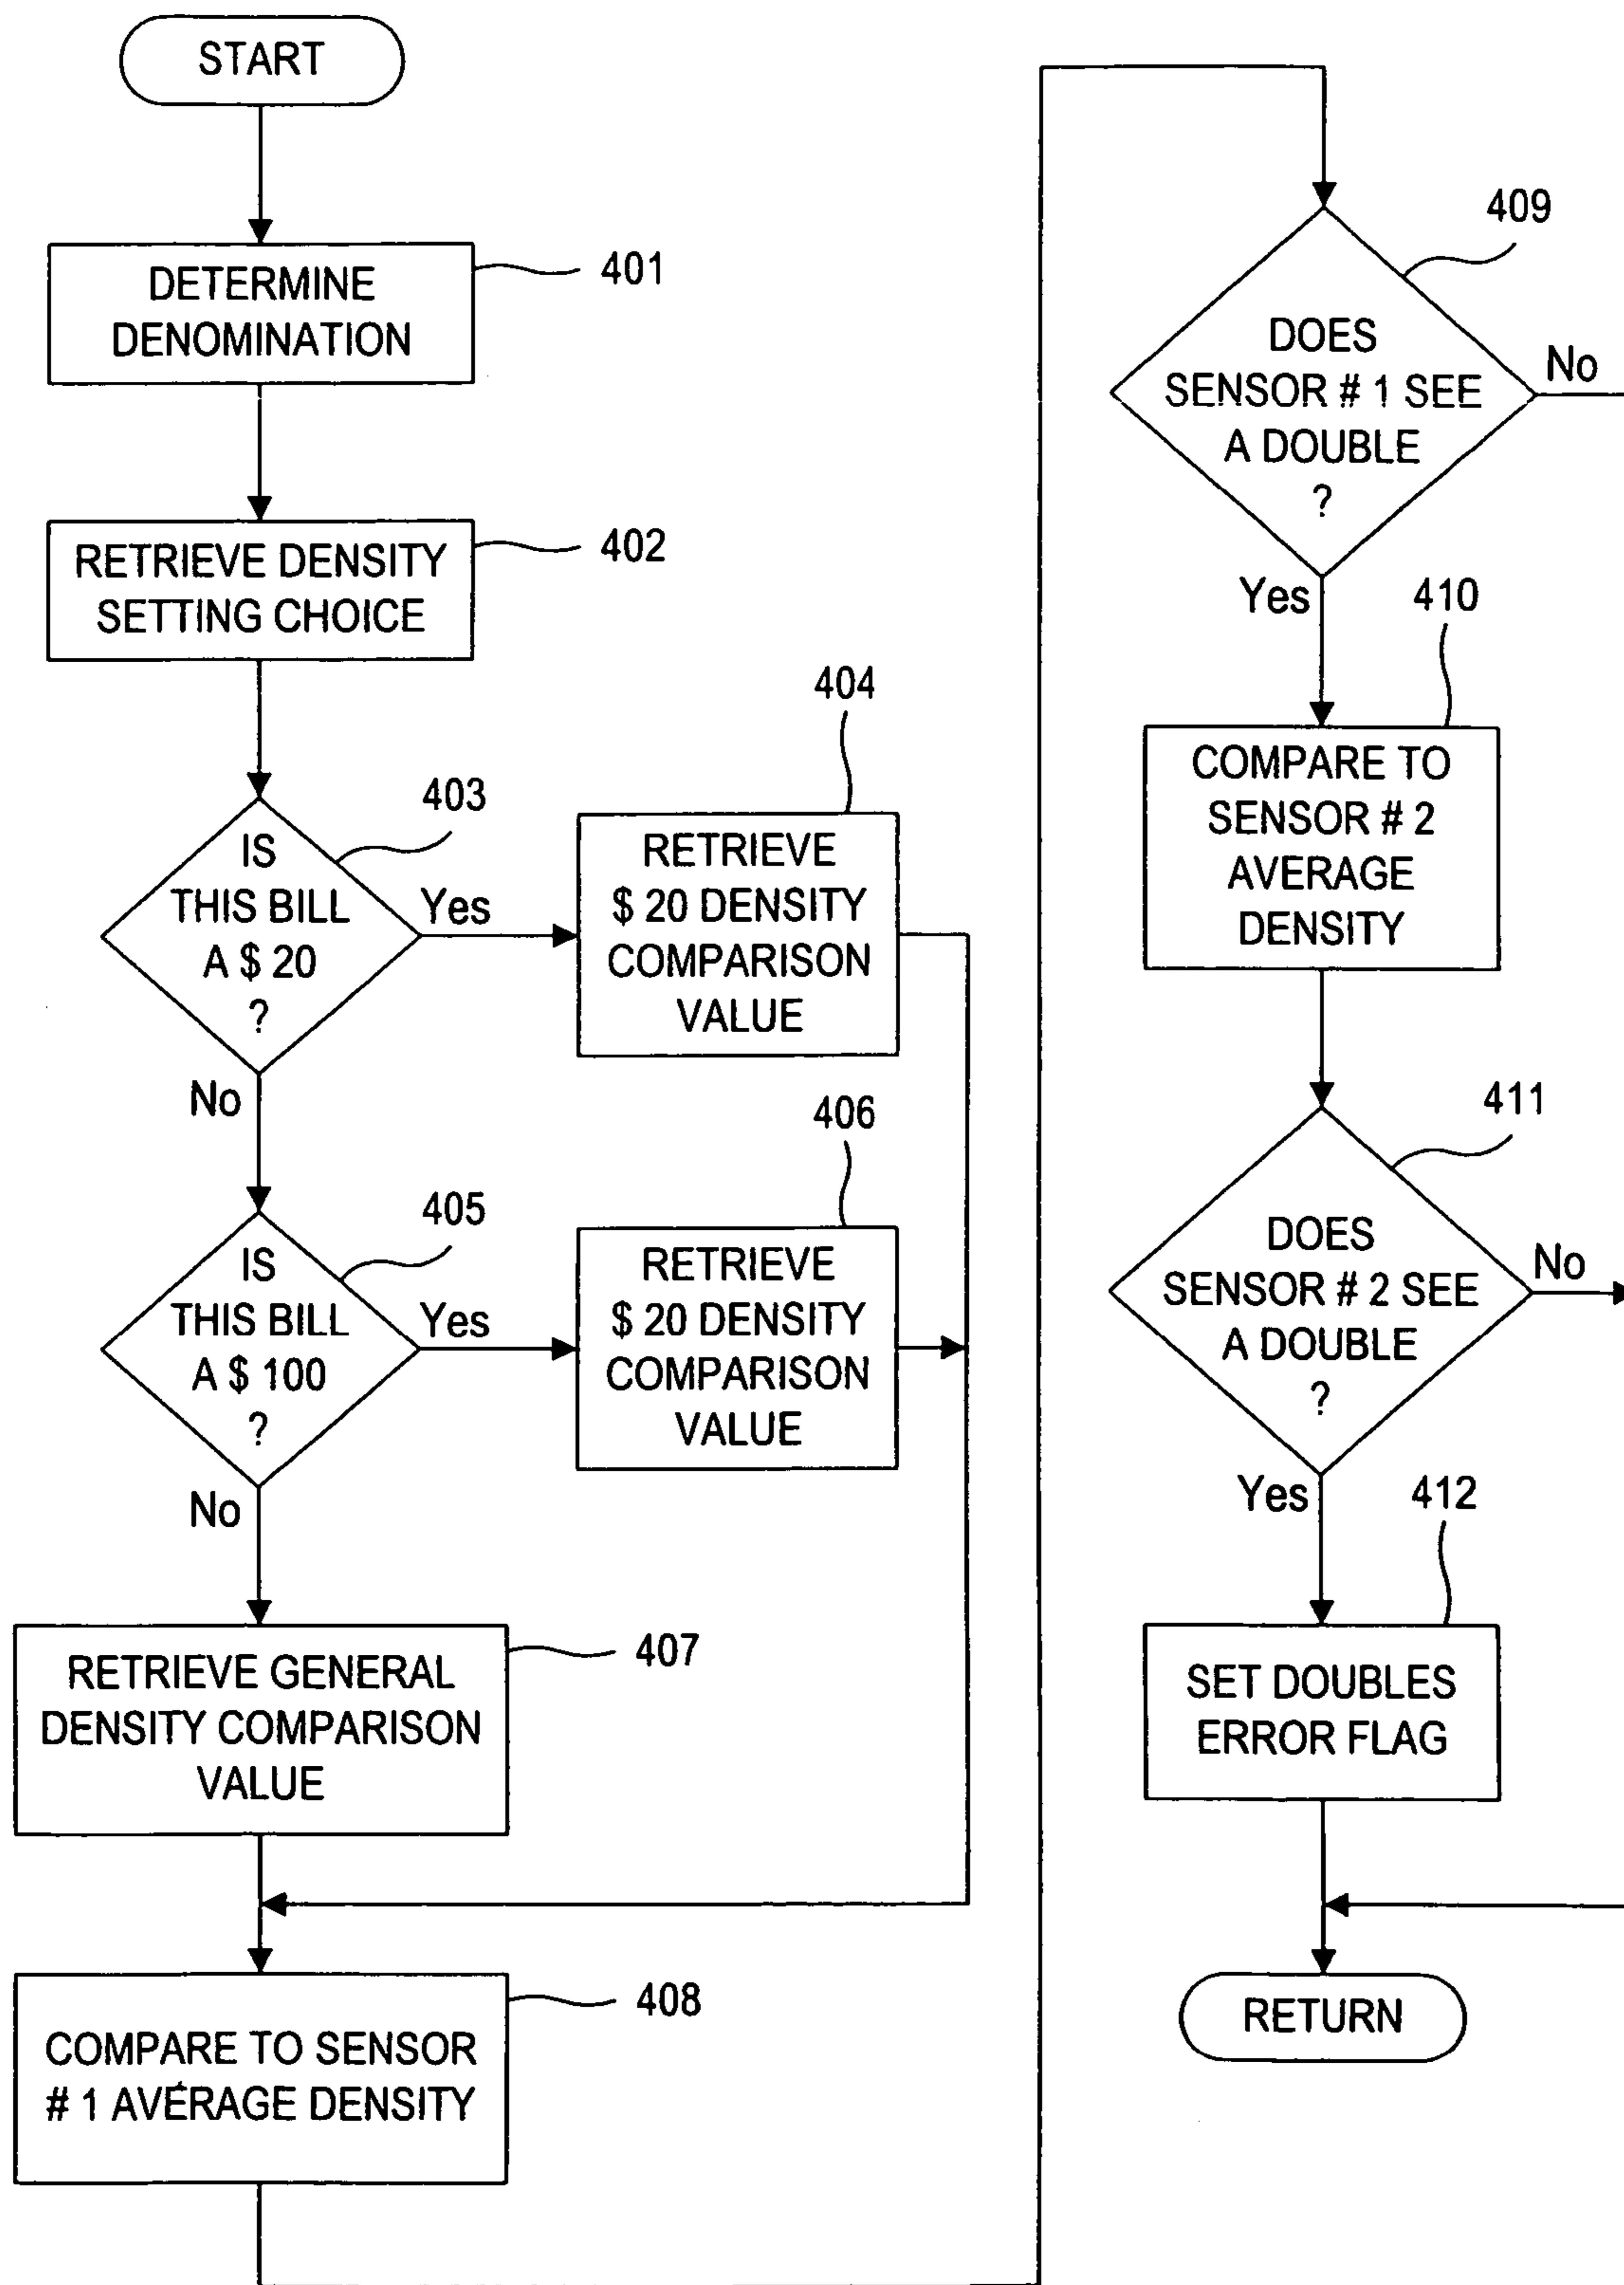 START
DETERMINE
DENOMINATION
401
RETRIEVE DENSITY
SETTING CHOICE
402
IS
THIS BILL
A $ 20
?
403
Yes
No
RETRIEVE
$ 20 DENSITY
COMPARISON
VALUE
404
IS
THIS BILL
A $ 100
?
405
Yes
No
RETRIEVE
$ 20 DENSITY
COMPARISON
VALUE
406
RETRIEVE GENERAL
DENSITY COMPARISON
VALUE
407
COMPARE TO SENSOR
# 1 AVERAGE DENSITY
408
DOES
SENSOR # 1 SEE
A DOUBLE
?
409
No
Yes
COMPARE TO
SENSOR # 2
AVERAGE
DENSITY
410
DOES
SENSOR # 2 SEE
A DOUBLE
?
411
No
Yes
SET DOUBLES
ERROR FLAG
412
RETURN